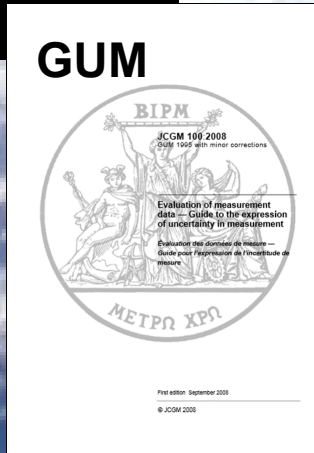 GUM
BIPM
JCGM 100:2008
GUM 1995 with minor corrections
Evaluation of measurement
data — Guide to the expression
of uncertainty in measurement
Évaluation des données de mesure —
Guide pour l'expression de l'incertitude de
mesure
ΜΕΤΡΩ ΧΡΩ
First edition September 2008
© JCGM 2008